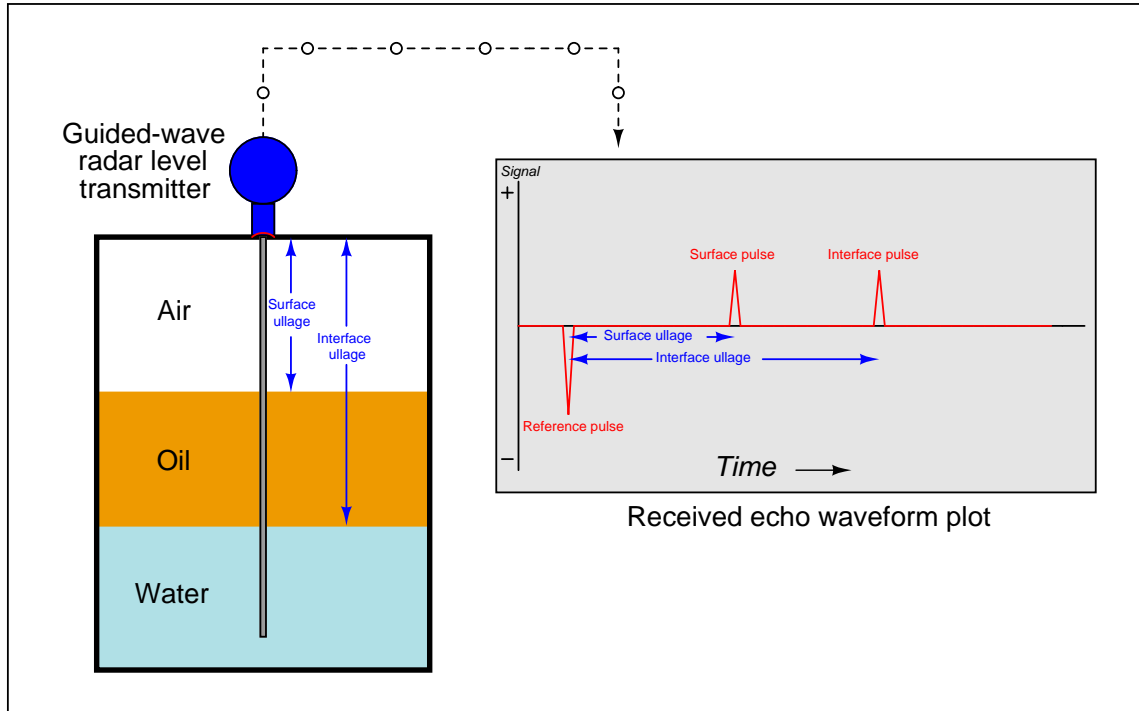 Guided-wave
radar level
transmitter
Air
Surface
ullage
Interface
ullage
Oil
Water
Signal
+
Surface pulse
Interface pulse
Surface ullage
Interface ullage
Reference pulse
−
Time
Received echo waveform plot